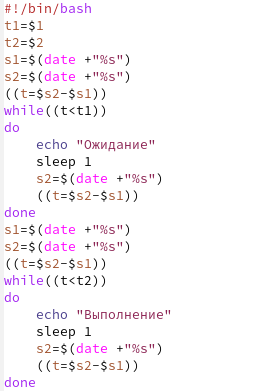 #!/bin/bash
t1=$1
t2=$2
s1=$(date +"%s")
s2=$(date +"%s")
((t=$s2-$s1))
while((t<t1))
do
    echo "Ожидание"
    sleep 1
    s2=$(date +"%s")
    ((t=$s2-$s1))
done
s1=$(date +"%s")
s2=$(date +"%s")
((t=$s2-$s1))
while((t<t2))
do
    echo "Выполнение"
    sleep 1
    s2=$(date +"%s")
    ((t=$s2-$s1))
done